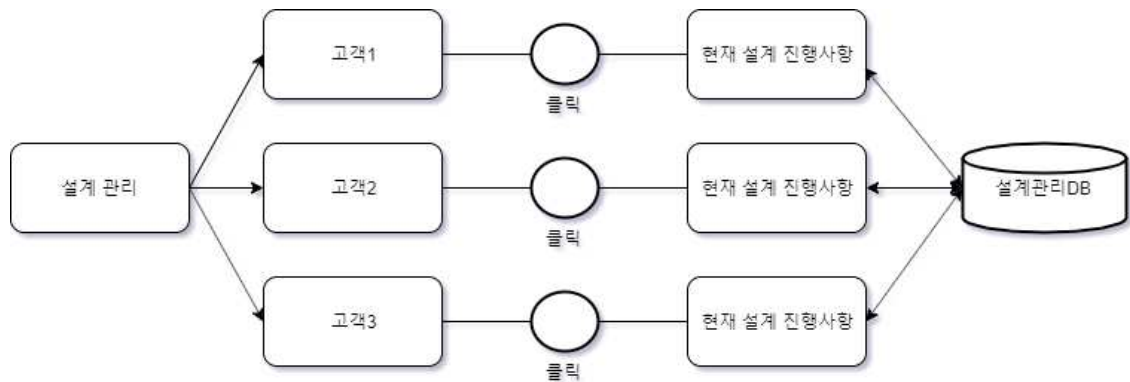 고객1
클릭
현재 설계 진행사항
설계 관리
고객2
클릭
현재 설계 진행사항
설계관리DB
고객3
클릭
현재 설계 진행사항